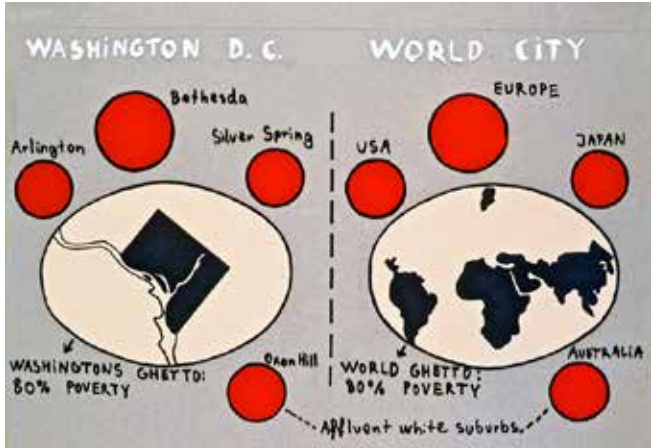 WASHINGTON D.C.
WORLD CITY
Bethesda
Arlington
Silver Spring
EUROPE
USA
JAPAN
WASHINGTONS GHETTO:
80% POVERTY
Oxon Hill
WORLD GHETTO:
80% POVERTY
AUSTRALIA
Affluent white suburbs.